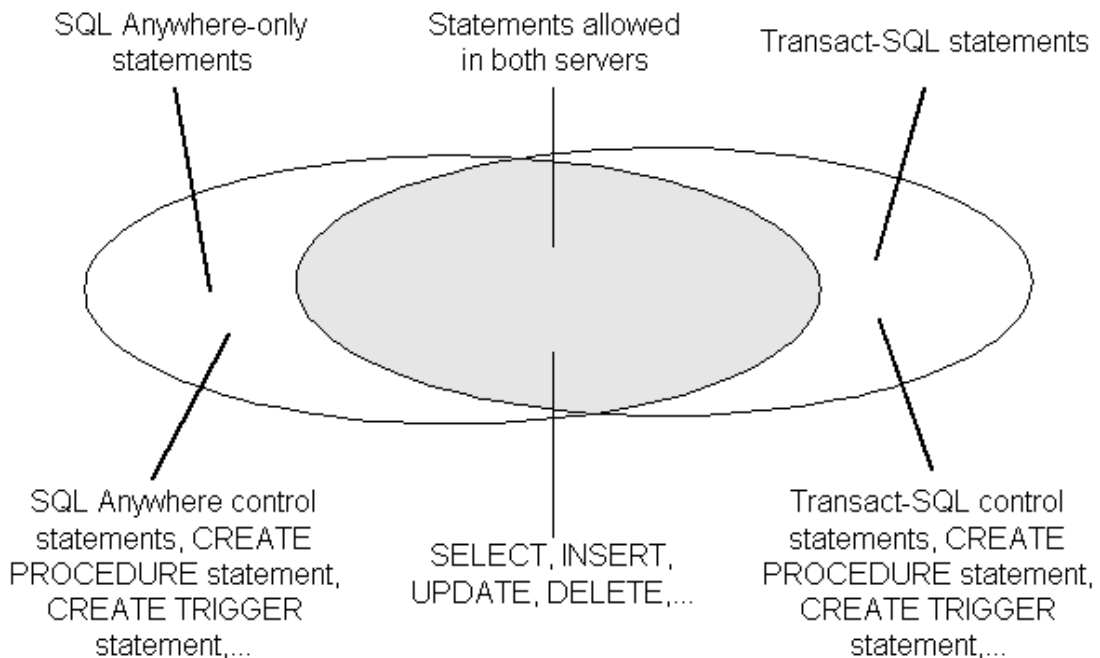 SQL Anywhere-only
statements
Statements allowed
in both servers
Transact-SQL statements
SQL Anywhere control
statements, CREATE
PROCEDURE statement,
CREATE TRIGGER
statement,...
SELECT, INSERT,
UPDATE, DELETE,...
Transact-SQL control
statements, CREATE
PROCEDURE statement,
CREATE TRIGGER
statement,...